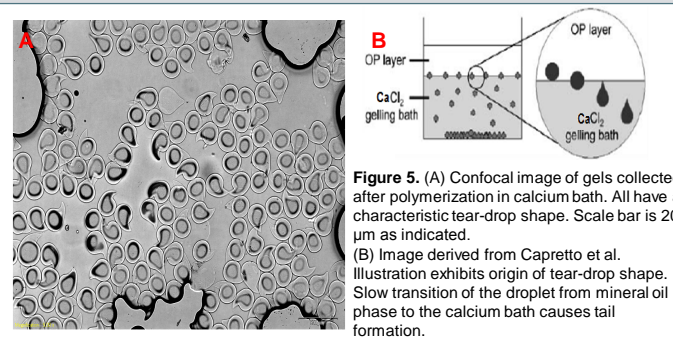 A
B
OP layer
CaCl2
gelling bath
OP layer
CaCl2
gelling bath
Figure 5. (A) Confocal image of gels collecte
after polymerization in calcium bath. All have
characteristic tear-drop shape. Scale bar is 20
µm as indicated.
(B) Image derived from Capretto et al.
Illustration exhibits origin of tear-drop shape.
Slow transition of the droplet from mineral oil
phase to the calcium bath causes tail
formation.